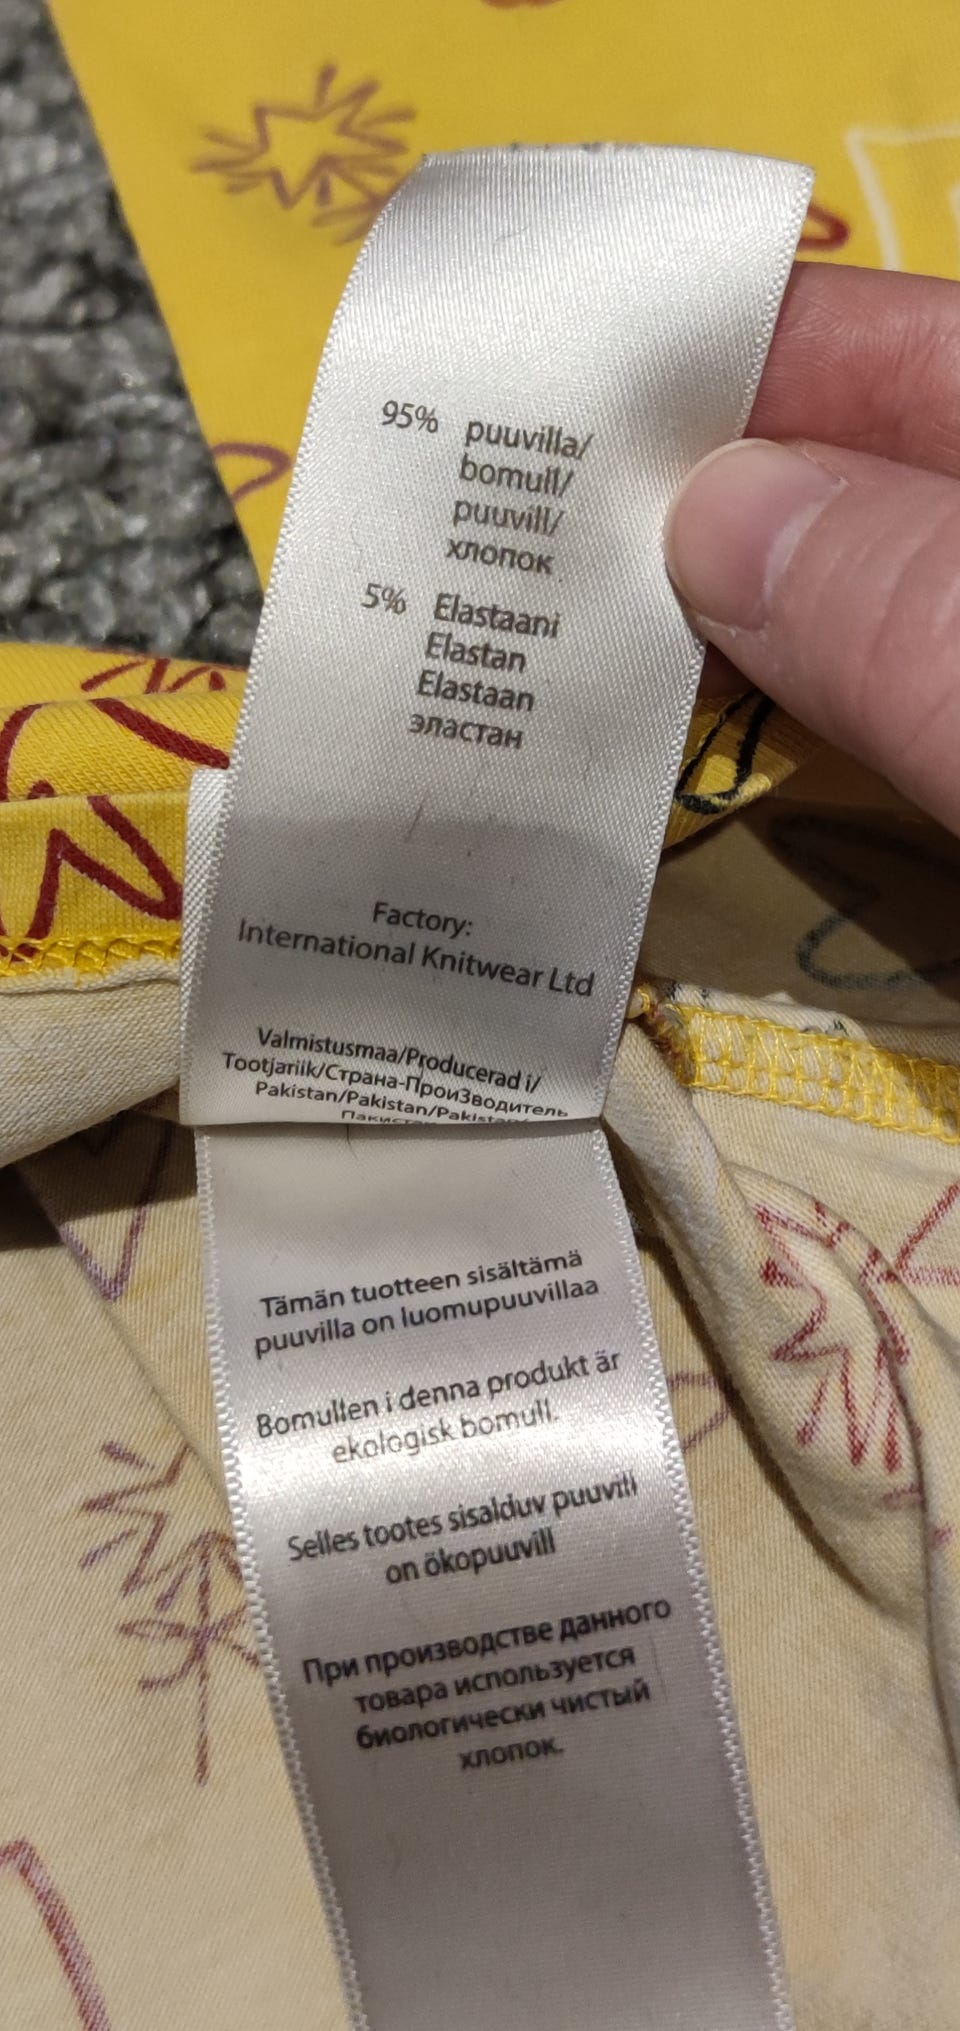 95% puuvilla/
bomull/
puuvill/
хлопок
5% Elastaani
Elastan
Elastaan
эластан
Factory:
International Knitwear Ltd
Valmistusmaa/Producerad i/
Tootjariik/Страна-ПроиЗводитель
Pakistan/Pakistan/Pakistan/
Пакистан
Tämän tuotteen sisältämä
puuvilla on luomupuuvillaa
Bomullen i denna produkt är
ekologisk bomull.
Selles tootes sisalduv puuvill
on ökopuuvill
При производстве данного
товара используется
биологически чистый
хлопок.